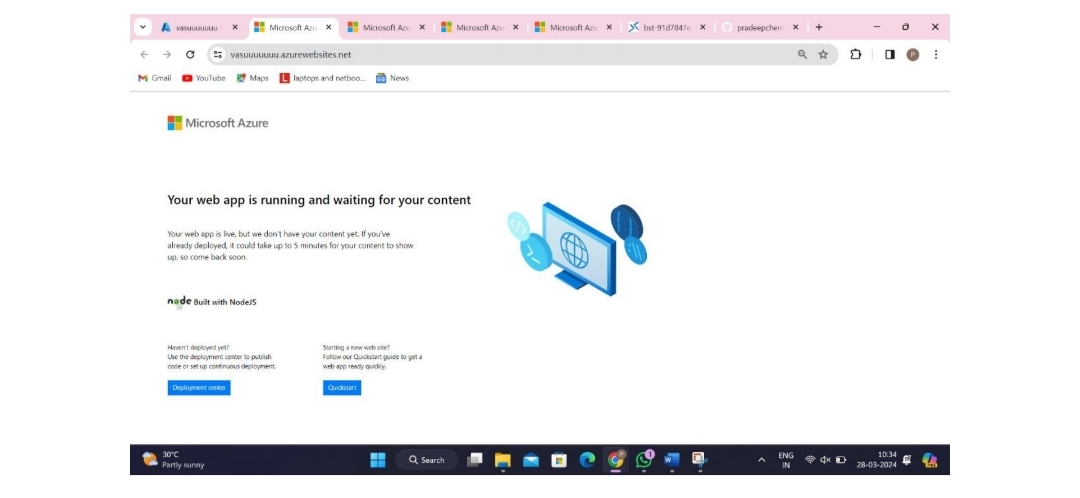 vasuuuuuuu
Microsoft Azu
Microsoft Azu
Microsoft Azu
Microsoft Azu
bst-91d7847e
pradeepchem
vasuuuuuuu.azurewebsites.net
P
Gmail
YouTube
Maps
L
laptops and netboo...
News
Microsoft Azure
Your web app is running and waiting for your content
Your web app is live, but we don't have your content yet. If you've
already deployed, it could take up to 5 minutes for your content to show
up, so come back soon.
node Built with NodeJS
Haven't deployed yet?
Use the deployment center to publish
code or set up continuous deployment.
Deployment center
Starting a new web site?
Follow our Quickstart guide to get a
web app ready quickly.
Quickstart
30°C
Partly sunny
Search
1
ENG
IN
10:34
28-03-2024